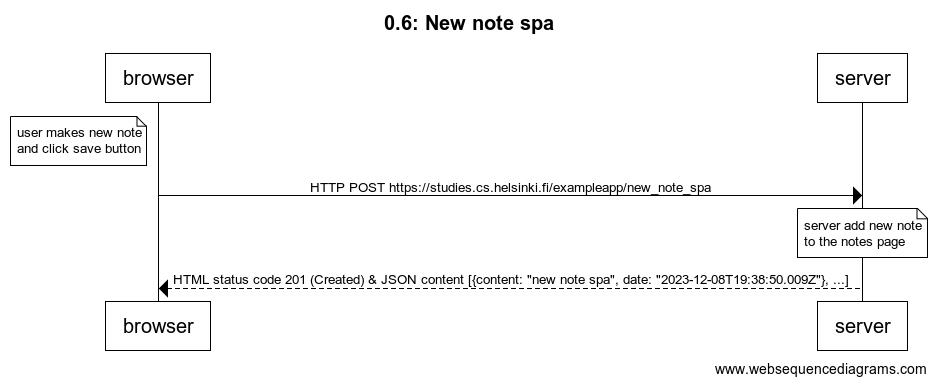 0.6: New note spa
browser
server
user makes new note
and click save button
HTTP POST https://studies.cs.helsinki.fi/exampleapp/new_note_spa
server add new note
to the notes page
HTML status code 201 (Created) & JSON content [{content: "new note spa", date: "2023-12-08T19:38:50.009Z"}, ...]
browser
server
www.websequencediagrams.com